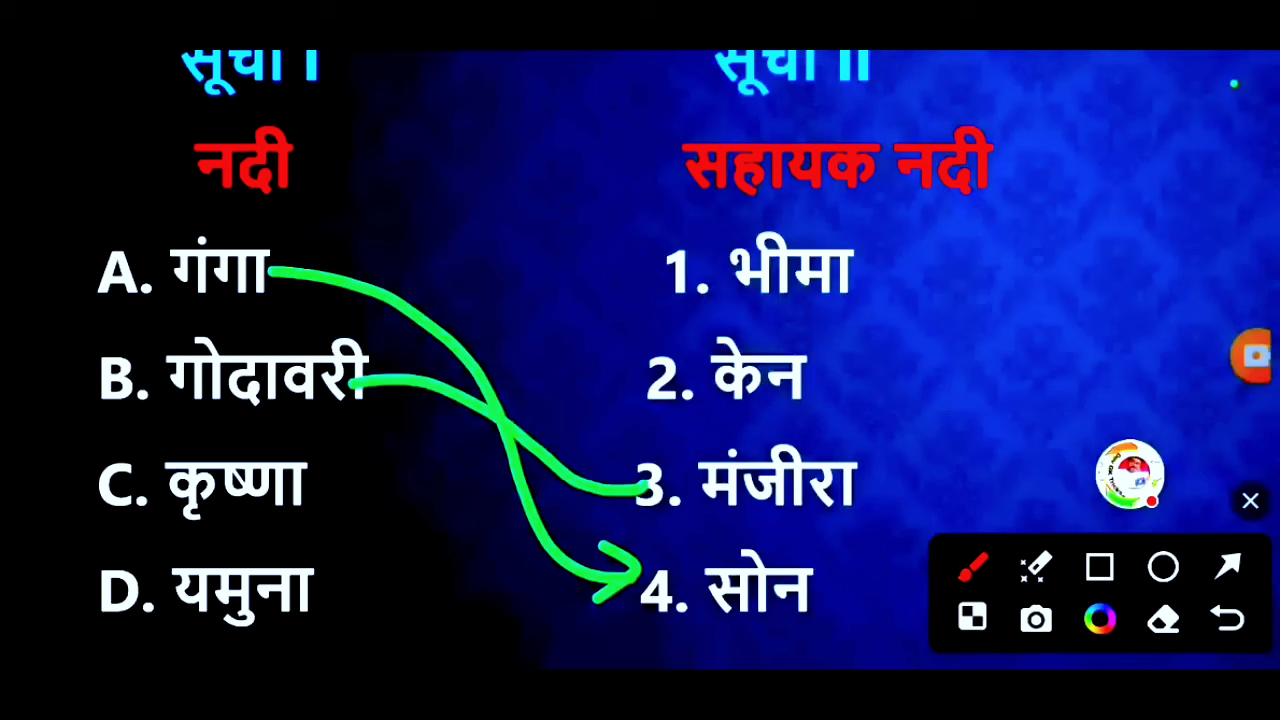 सूची I सूची II
नदी सहायक नदी
A. गंगा 1. भीमा
B. गोदावरी 2. केन
C. कृष्णा 3. मंजीरा
D. यमुना 4. सोन